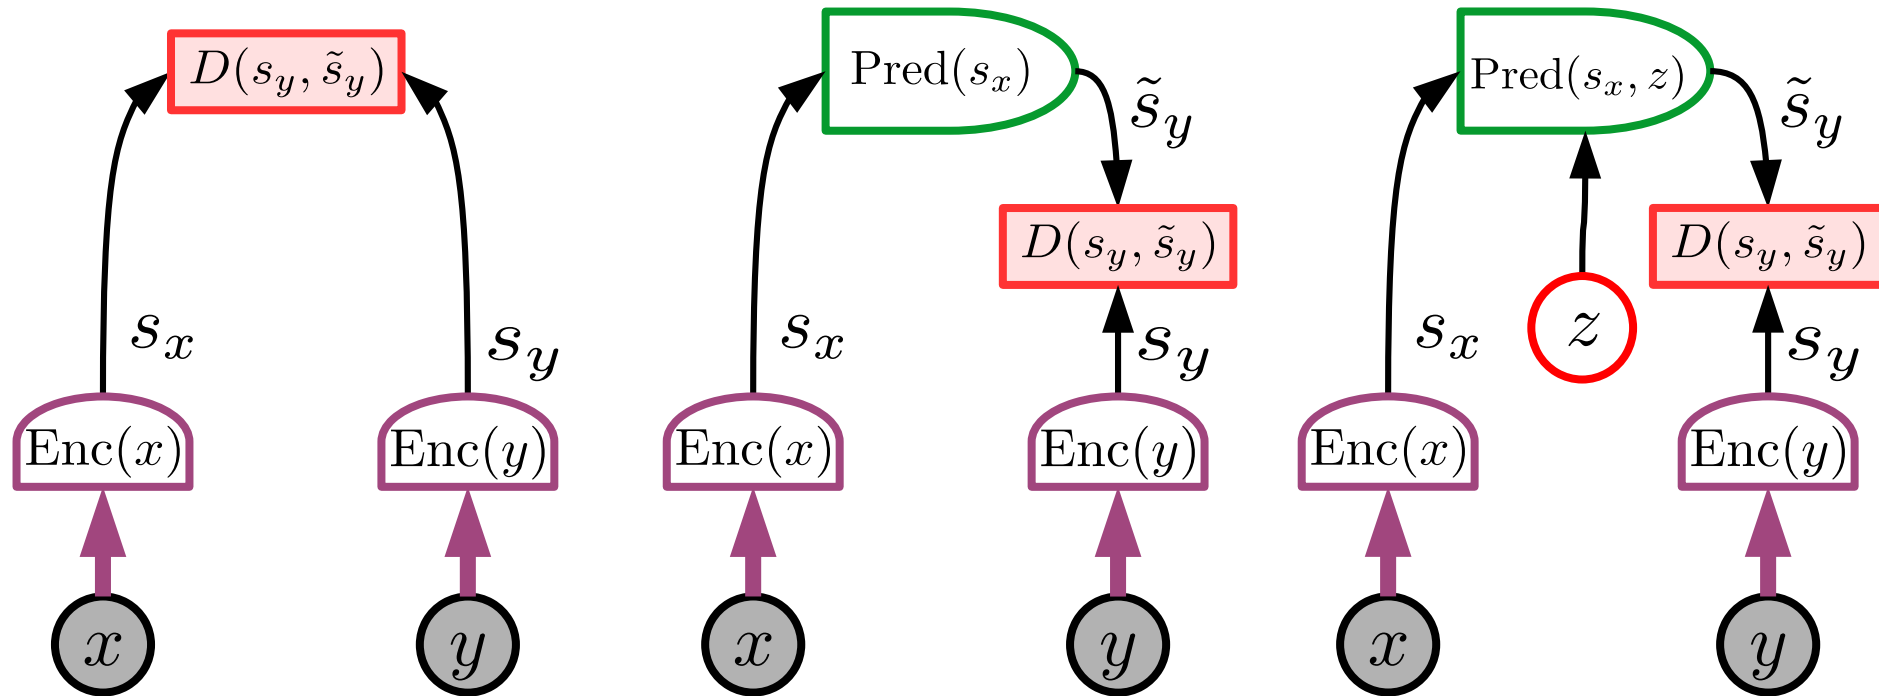 D(s_y, s̃_y)
s_x
s_y
Enc(x)
Enc(y)
x
y
Pred(s_x)
s̃_y
D(s_y, s̃_y)
s_x
s_y
Enc(x)
Enc(y)
x
y
Pred(s_x, z)
s̃_y
D(s_y, s̃_y)
z
s_x
s_y
Enc(x)
Enc(y)
x
y